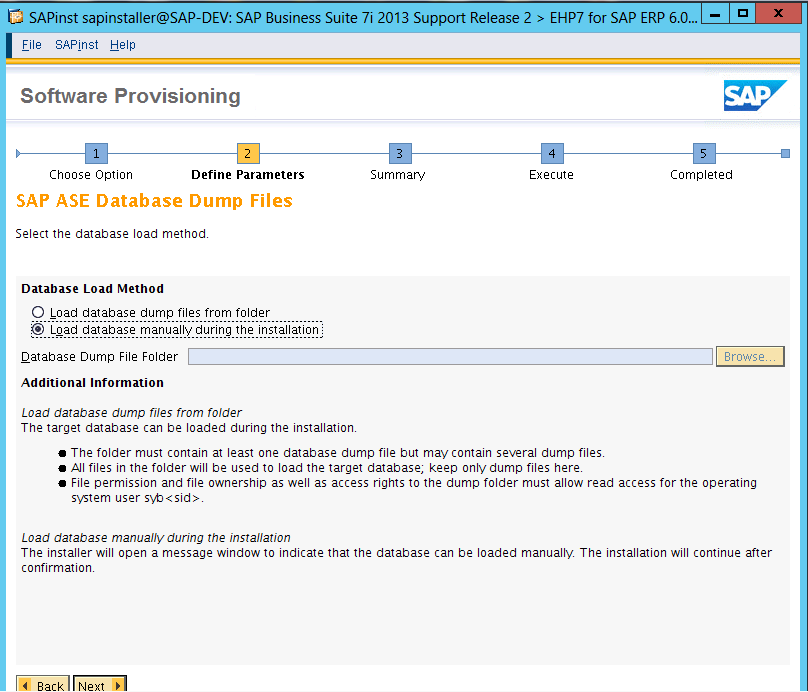 SAPinst sapinstaller@SAP-DEV: SAP Business Suite 7i 2013 Support Release 2 > EHP7 for SAP ERP 6.0...
File SAPinst Help
Software Provisioning
SAP
1 2 3 4 5
Choose Option Define Parameters Summary Execute Completed
SAP ASE Database Dump Files
Select the database load method.
Database Load Method
Load database dump files from folder
Load database manually during the installation
Database Dump File Folder Browse...
Additional Information
Load database dump files from folder
The target database can be loaded during the installation.
● The folder must contain at least one database dump file but may contain several dump files.
● All files in the folder will be used to load the target database; keep only dump files here.
● File permission and file ownership as well as access rights to the dump folder must allow read access for the operating
system user syb<sid>.
Load database manually during the installation
The installer will open a message window to indicate that the database can be loaded manually. The installation will continue after
confirmation.
Back Next